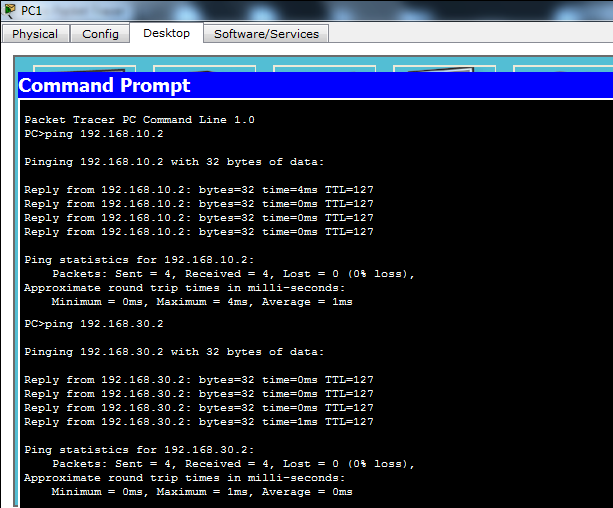 PC1
Physical Config Desktop Software/Services
Command Prompt
Packet Tracer PC Command Line 1.0
PC>ping 192.168.10.2
Pinging 192.168.10.2 with 32 bytes of data:
Reply from 192.168.10.2: bytes=32 time=4ms TTL=127
Reply from 192.168.10.2: bytes=32 time=0ms TTL=127
Reply from 192.168.10.2: bytes=32 time=0ms TTL=127
Reply from 192.168.10.2: bytes=32 time=0ms TTL=127
Ping statistics for 192.168.10.2:
Packets: Sent = 4, Received = 4, Lost = 0 (0% loss),
Approximate round trip times in milli-seconds:
Minimum = 0ms, Maximum = 4ms, Average = 1ms
PC>ping 192.168.30.2
Pinging 192.168.30.2 with 32 bytes of data:
Reply from 192.168.30.2: bytes=32 time=0ms TTL=127
Reply from 192.168.30.2: bytes=32 time=0ms TTL=127
Reply from 192.168.30.2: bytes=32 time=0ms TTL=127
Reply from 192.168.30.2: bytes=32 time=1ms TTL=127
Ping statistics for 192.168.30.2:
Packets: Sent = 4, Received = 4, Lost = 0 (0% loss),
Approximate round trip times in milli-seconds:
Minimum = 0ms, Maximum = 1ms, Average = 0ms